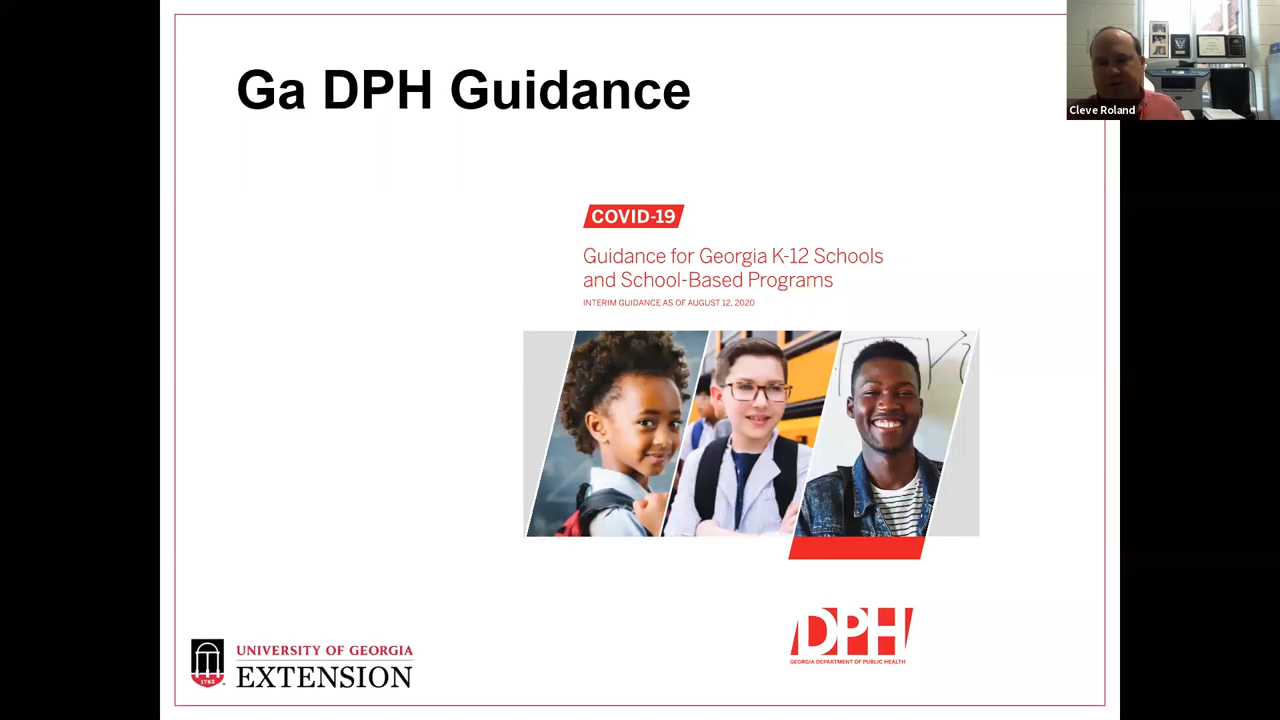 Ga DPH Guidance
Cleve Roland
COVID-19
Guidance for Georgia K-12 Schools
and School-Based Programs
INTERIM GUIDANCE AS OF AUGUST 12, 2020
DPH
GEORGIA DEPARTMENT OF PUBLIC HEALTH
1785
UNIVERSITY OF GEORGIA
EXTENSION